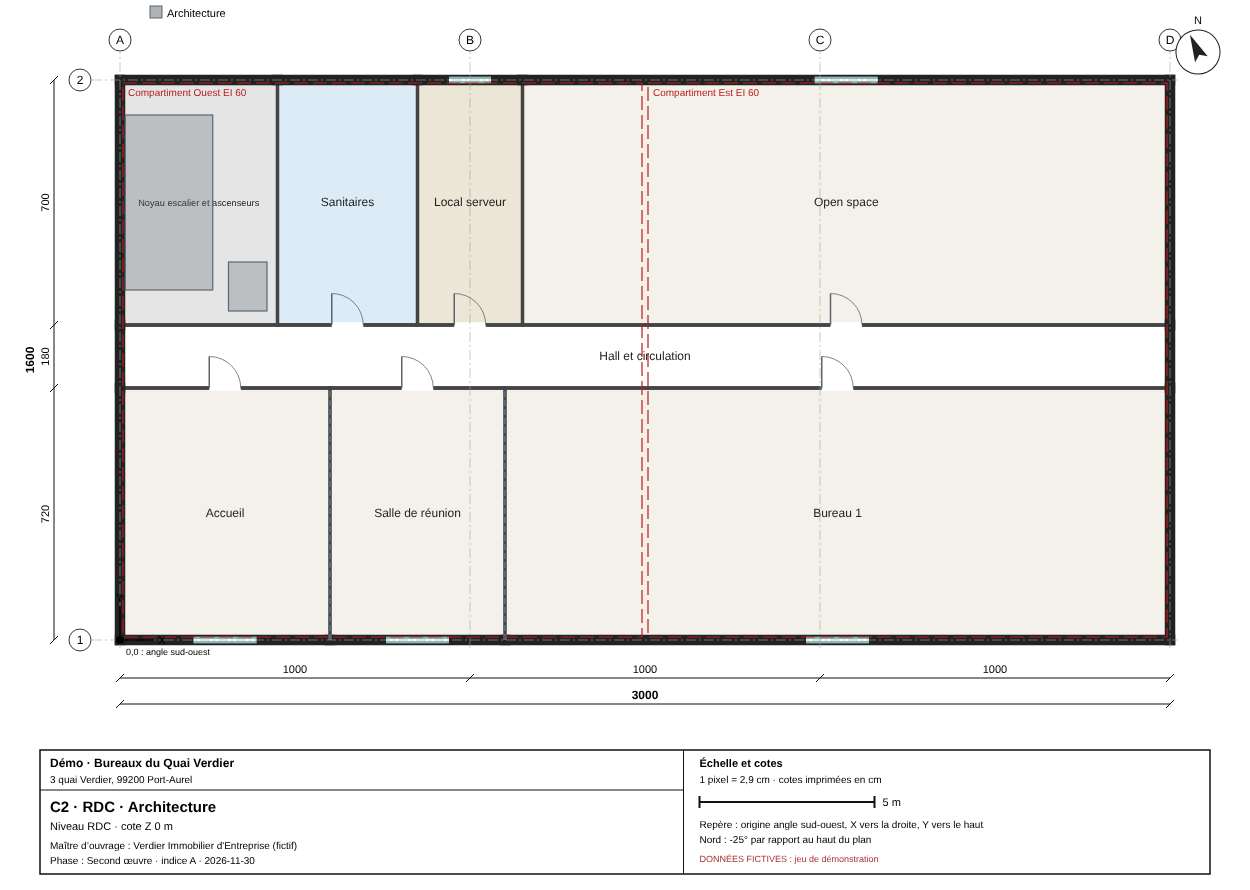 Architecture
N
A
B
C
D
2
Compartiment Ouest EI 60
Compartiment Est EI 60
700
Noyau escalier et ascenseurs
Sanitaires
Local serveur
Open space
1600
180
Hall et circulation
720
Accueil
Salle de réunion
Bureau 1
1
0,0 : angle sud-ouest
1000
1000
1000
3000
Démo · Bureaux du Quai Verdier
3 quai Verdier, 99200 Port-Aurel
C2 · RDC · Architecture
Niveau RDC · cote Z 0 m
Maître d'ouvrage : Verdier Immobilier d'Entreprise (fictif)
Phase : Second œuvre · indice A · 2026-11-30
Échelle et cotes
1 pixel = 2,9 cm · cotes imprimées en cm
5 m
Repère : origine angle sud-ouest, X vers la droite, Y vers le haut
Nord : -25° par rapport au haut du plan
DONNÉES FICTIVES : jeu de démonstration